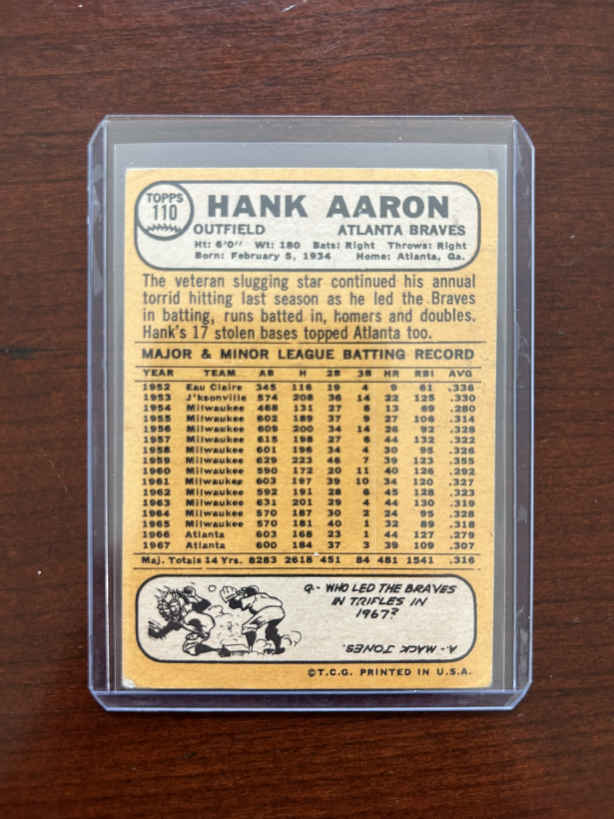 TOPPS
110
HANK AARON
OUTFIELD ATLANTA BRAVES
Ht: 6'0" Wt: 180 Bats: Right Throws: Right
Born: February 5, 1934 Home: Atlanta, Ga.
The veteran slugging star continued his annual
torrid hitting last season as he led the Braves
in batting, runs batted in, homers and doubles.
Hank's 17 stolen bases topped Atlanta too.
MAJOR & MINOR LEAGUE BATTING RECORD
YEAR TEAM AB H 2B 3B HR RBI AVG
1952 Eau Claire 345 116 19 4 9 61 .336
1953 J'ksonville 574 208 36 14 22 125 .330
1954 Milwaukee 468 131 27 6 13 69 .280
1955 Milwaukee 602 189 37 9 27 106 .314
1956 Milwaukee 609 200 34 14 26 92 .328
1957 Milwaukee 615 198 27 6 44 132 .322
1958 Milwaukee 601 196 34 4 30 95 .326
1959 Milwaukee 629 223 46 7 39 123 .355
1960 Milwaukee 590 172 20 11 40 126 .292
1961 Milwaukee 603 197 39 10 34 120 .327
1962 Milwaukee 592 191 28 6 45 128 .323
1963 Milwaukee 631 201 29 4 44 130 .319
1964 Milwaukee 570 187 30 2 24 95 .328
1965 Milwaukee 570 181 40 1 32 89 .318
1966 Atlanta 603 168 23 1 44 127 .279
1967 Atlanta 600 184 37 3 39 109 .307
Maj. Totals 14 Yrs. 8283 2618 451 84 481 1541 .316
Q- WHO LED THE BRAVES
IN TRIPLES IN
1967?
A- MACK JONES.
©T.C.G. PRINTED IN U.S.A.